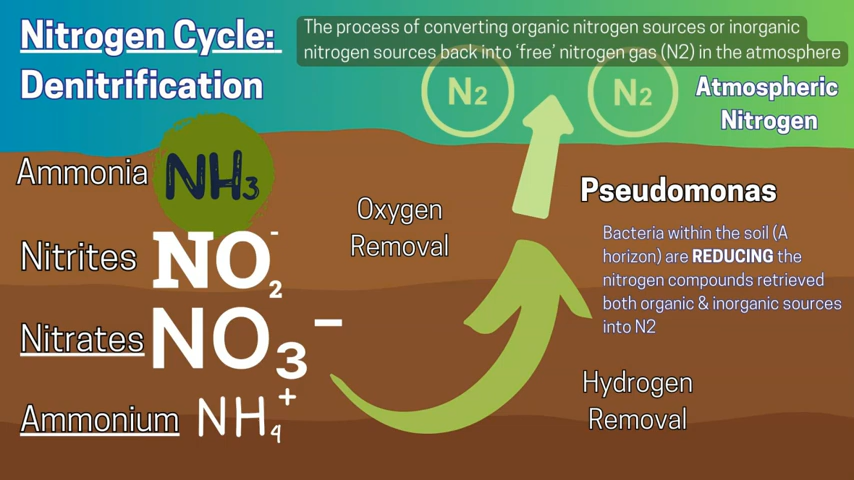 Nitrogen Cycle:
Denitrification
The process of converting organic nitrogen sources or inorganic
nitrogen sources back into ‘free’ nitrogen gas (N2) in the atmosphere
N2
N2
Atmospheric
Nitrogen
Ammonia NH3
Nitrites NO2-
Nitrates NO3−
Ammonium NH4+
Oxygen
Removal
Pseudomonas
Bacteria within the soil (A
horizon) are REDUCING the
nitrogen compounds retrieved
both organic & inorganic sources
into N2
Hydrogen
Removal